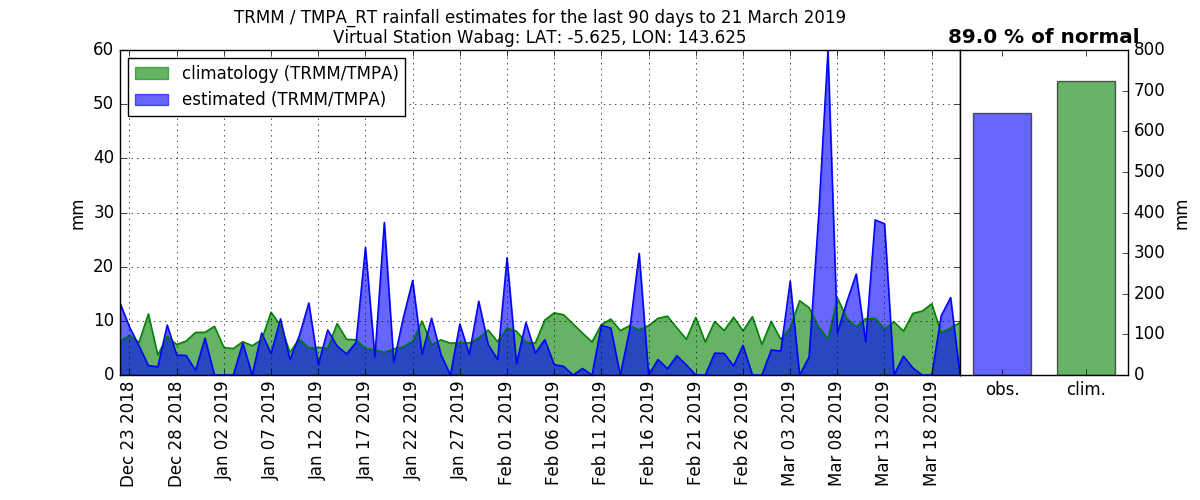 TRMM / TMPA_RT rainfall estimates for the last 90 days to 21 March 2019
Virtual Station Wabag: LAT: -5.625, LON: 143.625
89.0 % of normal
climatology (TRMM/TMPA)
estimated (TRMM/TMPA)
60
50
40
30
20
10
0
mm
800
700
600
500
400
300
200
100
0
mm
Dec 23 2018
Dec 28 2018
Jan 02 2019
Jan 07 2019
Jan 12 2019
Jan 17 2019
Jan 22 2019
Jan 27 2019
Feb 01 2019
Feb 06 2019
Feb 11 2019
Feb 16 2019
Feb 21 2019
Feb 26 2019
Mar 03 2019
Mar 08 2019
Mar 13 2019
Mar 18 2019
obs.
clim.